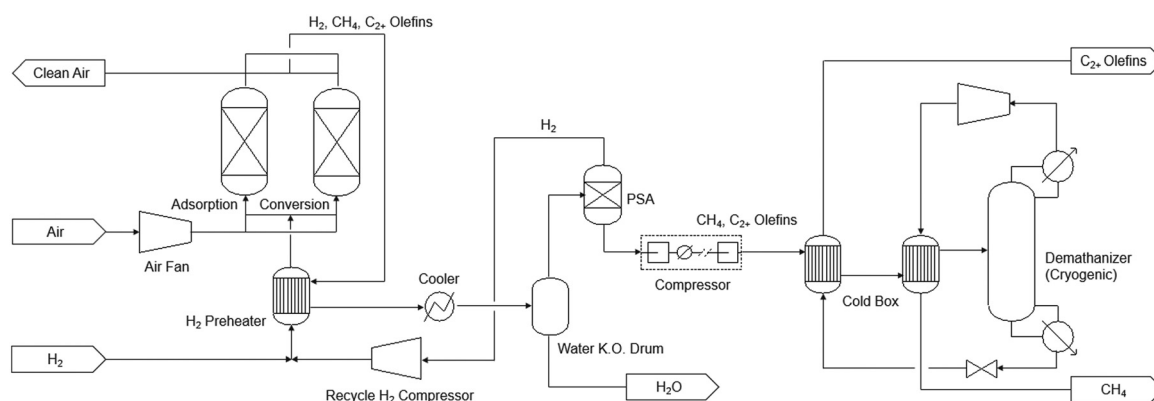 H₂, CH₄, C₂₊ Olefins
Clean Air
C₂₊ Olefins
H₂
Adsorption
Conversion
PSA
Air
CH₄, C₂₊ Olefins
Air Fan
Cooler
Compressor
Cold Box
Demathanizer
(Cryogenic)
H₂ Preheater
Water K.O. Drum
H₂
Recycle H₂ Compressor
H₂O
CH₄